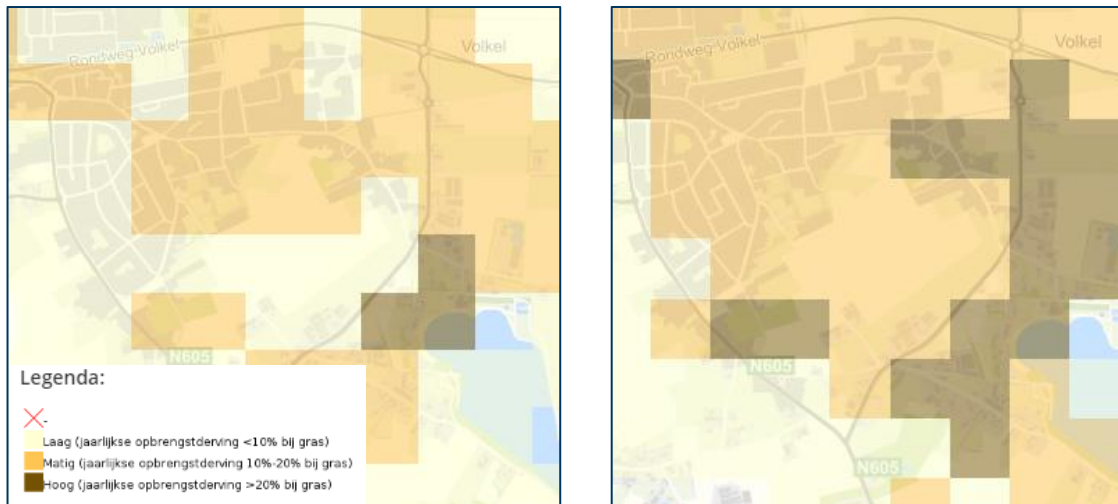 Rondweg-Volkel
Volkel
N605
Legenda:
-
Laag (jaarlijkse opbrengstderving <10% bij gras)
Matig (jaarlijkse opbrengstderving 10%-20% bij gras)
Hoog (jaarlijkse opbrengstderving >20% bij gras)
Rondweg-Volkel
Volkel
N605
N605